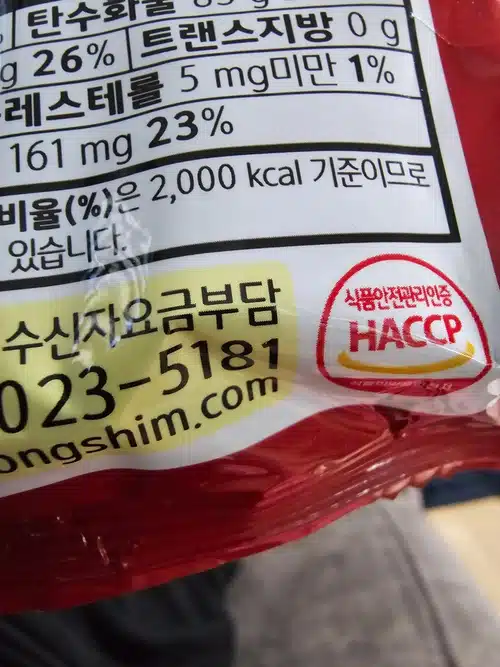 탄수화물 83 g
g 26% 트랜스지방 0 g
레스테롤 5 mg미만 1%
161 mg 23%
비율(%)은 2,000 kcal 기준이므로
있습니다.
수신자요금부담
023-5181
ongshim.com
식품안전관리인증
HACCP